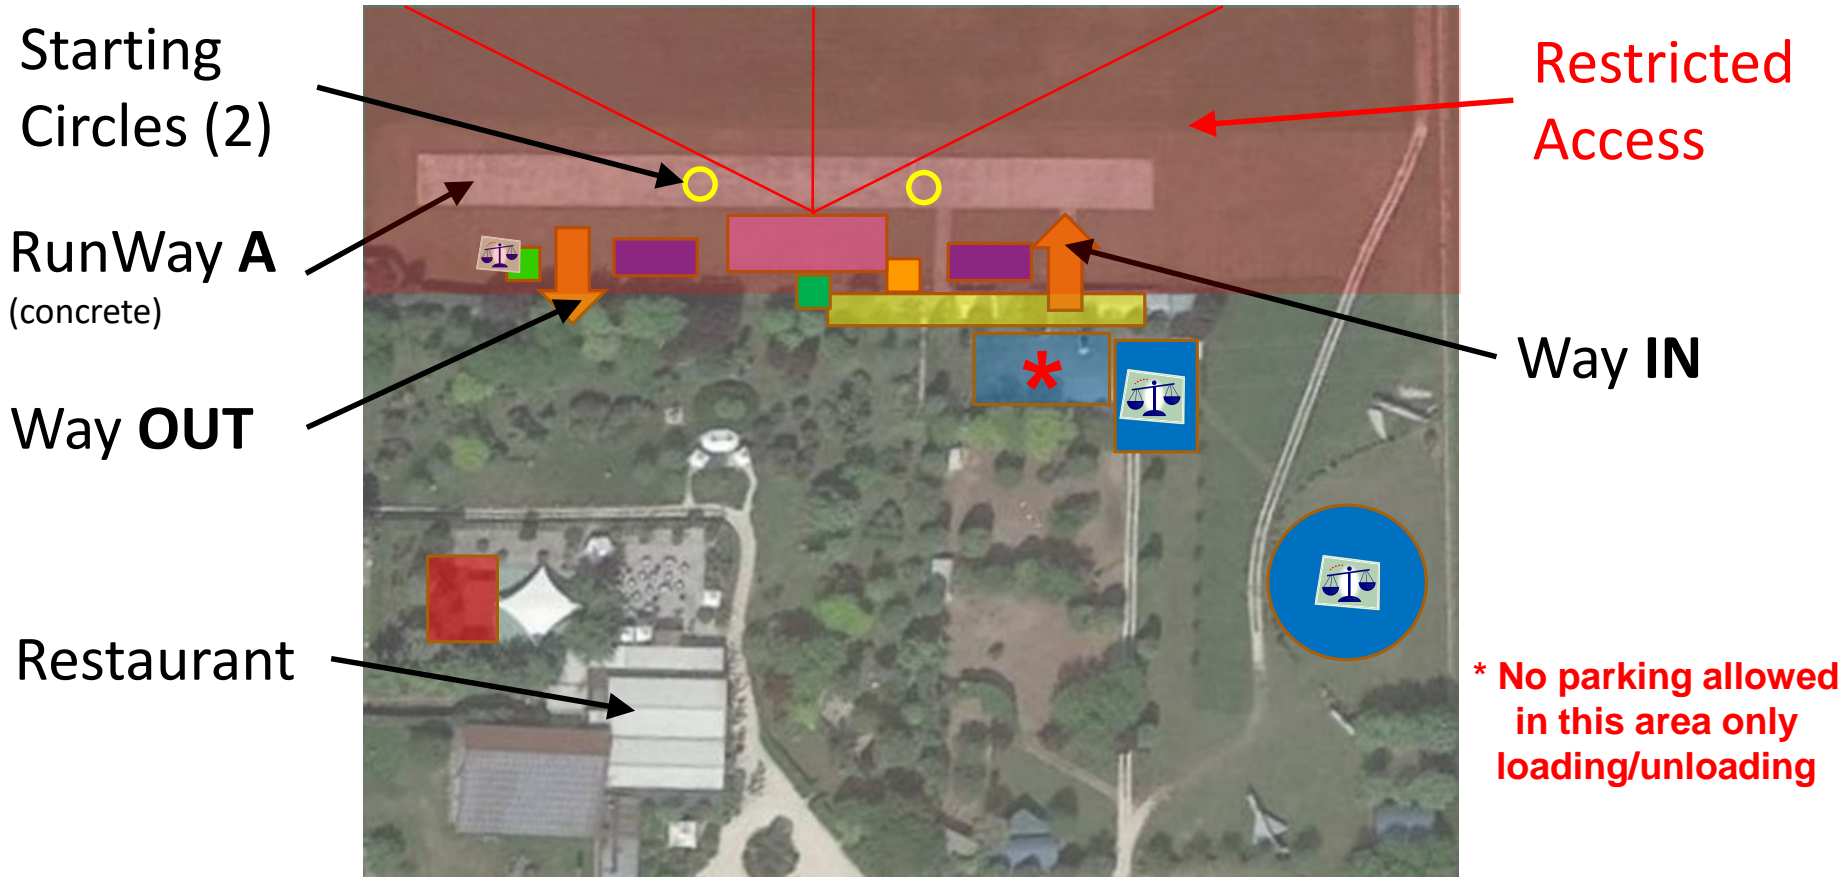 Starting
Circles (2)
RunWay A
(concrete)
Way OUT
Restaurant
Restricted
Access
Way IN
*
* No parking allowed
in this area only
loading/unloading